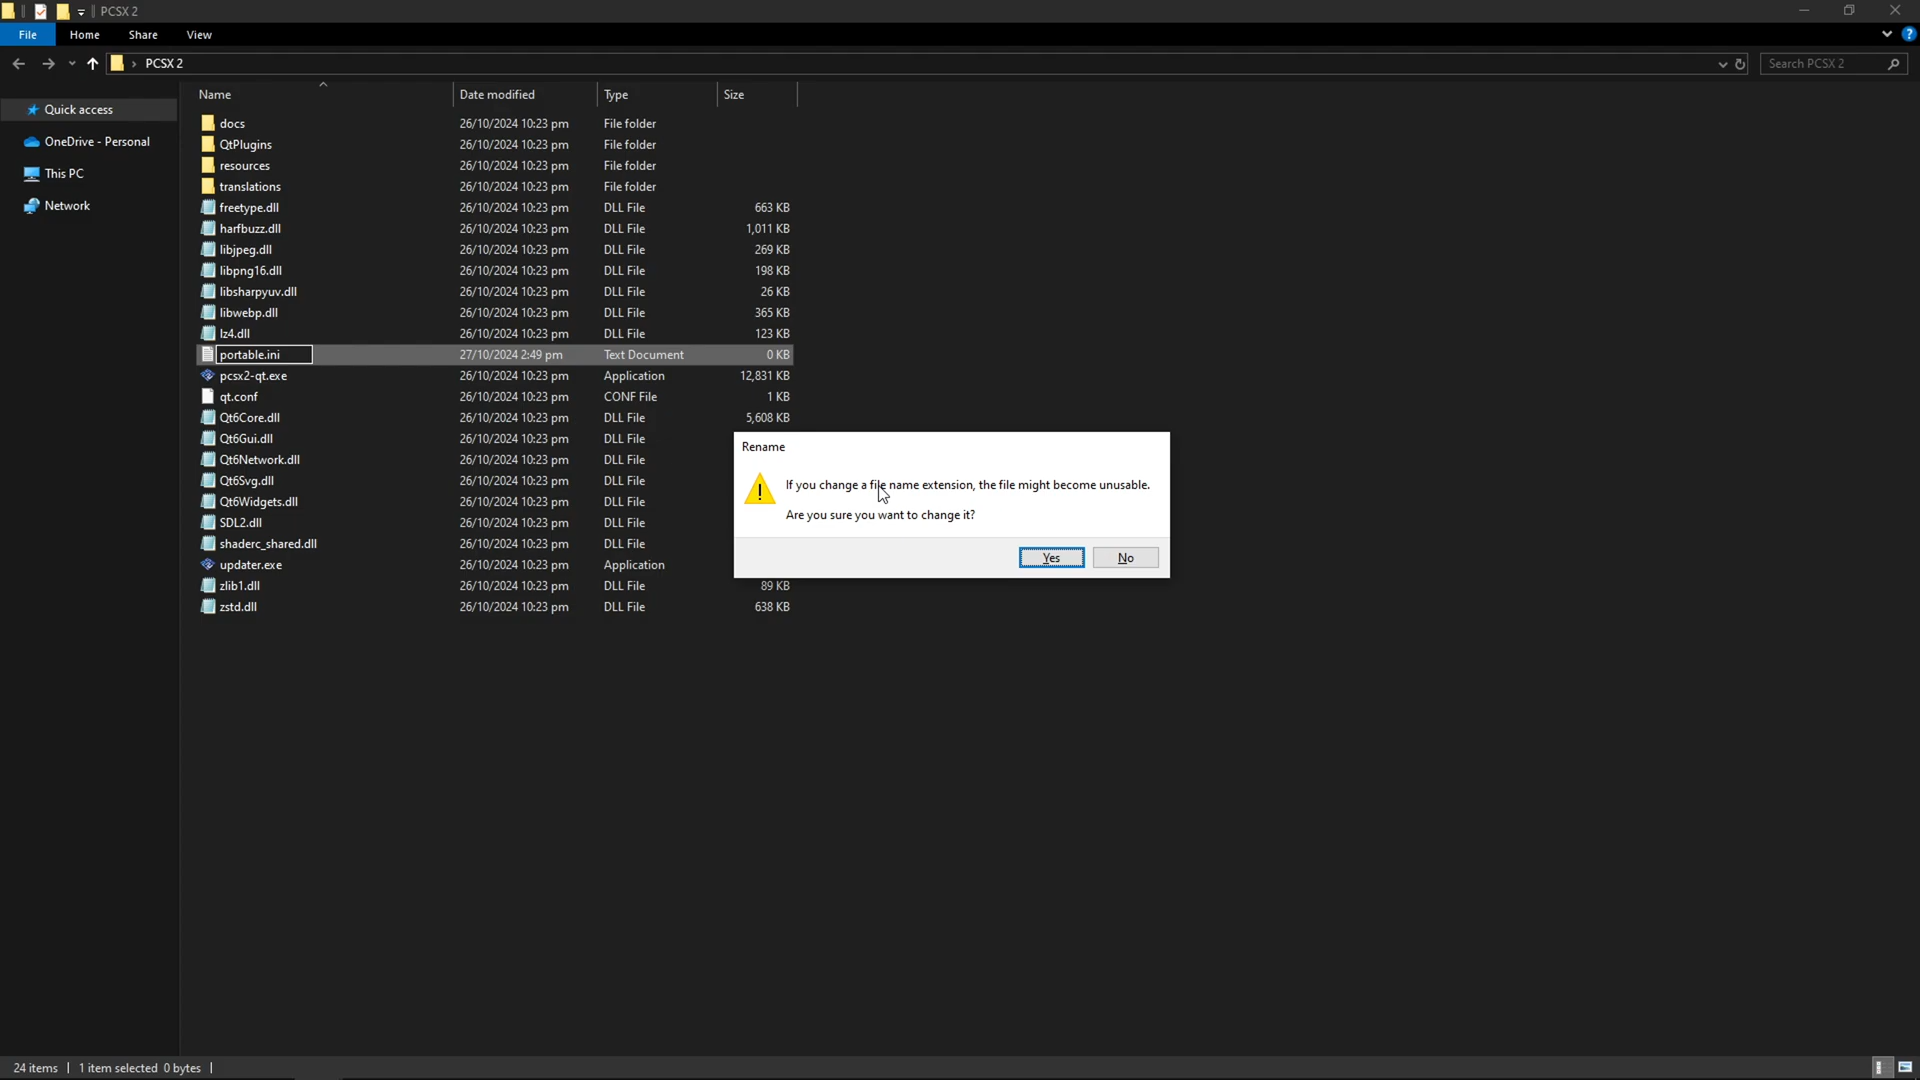 PCSX 2
File Home Share View
PCSX 2
Search PCSX 2
Quick access
OneDrive - Personal
This PC
Network
Name Date modified Type Size
docs 26/10/2024 10:23 pm File folder
QtPlugins 26/10/2024 10:23 pm File folder
resources 26/10/2024 10:23 pm File folder
translations 26/10/2024 10:23 pm File folder
freetype.dll 26/10/2024 10:23 pm DLL File 663 KB
harfbuzz.dll 26/10/2024 10:23 pm DLL File 1,011 KB
libjpeg.dll 26/10/2024 10:23 pm DLL File 269 KB
libpng16.dll 26/10/2024 10:23 pm DLL File 198 KB
libsharpyuv.dll 26/10/2024 10:23 pm DLL File 26 KB
libwebp.dll 26/10/2024 10:23 pm DLL File 365 KB
lz4.dll 26/10/2024 10:23 pm DLL File 123 KB
portable.ini 27/10/2024 2:49 pm Text Document 0 KB
pcsx2-qt.exe 26/10/2024 10:23 pm Application 12,831 KB
qt.conf 26/10/2024 10:23 pm CONF File 1 KB
Qt6Core.dll 26/10/2024 10:23 pm DLL File 5,608 KB
Qt6Gui.dll 26/10/2024 10:23 pm DLL File
Qt6Network.dll 26/10/2024 10:23 pm DLL File
Qt6Svg.dll 26/10/2024 10:23 pm DLL File
Qt6Widgets.dll 26/10/2024 10:23 pm DLL File
SDL2.dll 26/10/2024 10:23 pm DLL File
shaderc_shared.dll 26/10/2024 10:23 pm DLL File
updater.exe 26/10/2024 10:23 pm Application
zlib1.dll 26/10/2024 10:23 pm DLL File 89 KB
zstd.dll 26/10/2024 10:23 pm DLL File 638 KB
Rename
If you change a file name extension, the file might become unusable.
Are you sure you want to change it?
Yes No
24 items 1 item selected 0 bytes